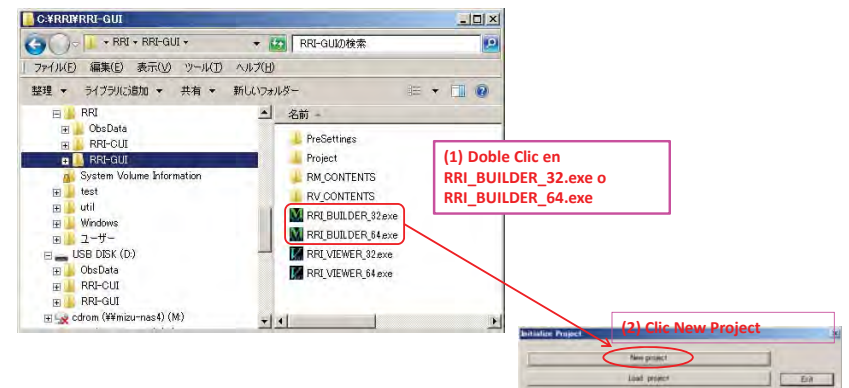 C:¥RRI¥RRI-GUI
RRI RRI-GUI
RRI-GUIの検索
ファイル(F) 編集(E) 表示(V) ツール(T) ヘルプ(H)
整理 ライブラリに追加 共有 新しいフォルダー
RRI
ObsData
RRI-CUI
RRI-GUI
System Volume Information
test
util
Windows
ユーザー
USB DISK (D:)
ObsData
RRI-CUI
RRI-GUI
cdrom (¥¥mizu-nas4) (M:)
名前
PreSettings
Project
RM_CONTENTS
RV_CONTENTS
RRI_BUILDER_32.exe
RRI_BUILDER_64.exe
RRI_VIEWER_32.exe
RRI_VIEWER_64.exe
(1) Doble Clic en
RRI_BUILDER_32.exe o
RRI_BUILDER_64.exe
Initialize Project
(2) Clic New Project
New project
Load project
Exit